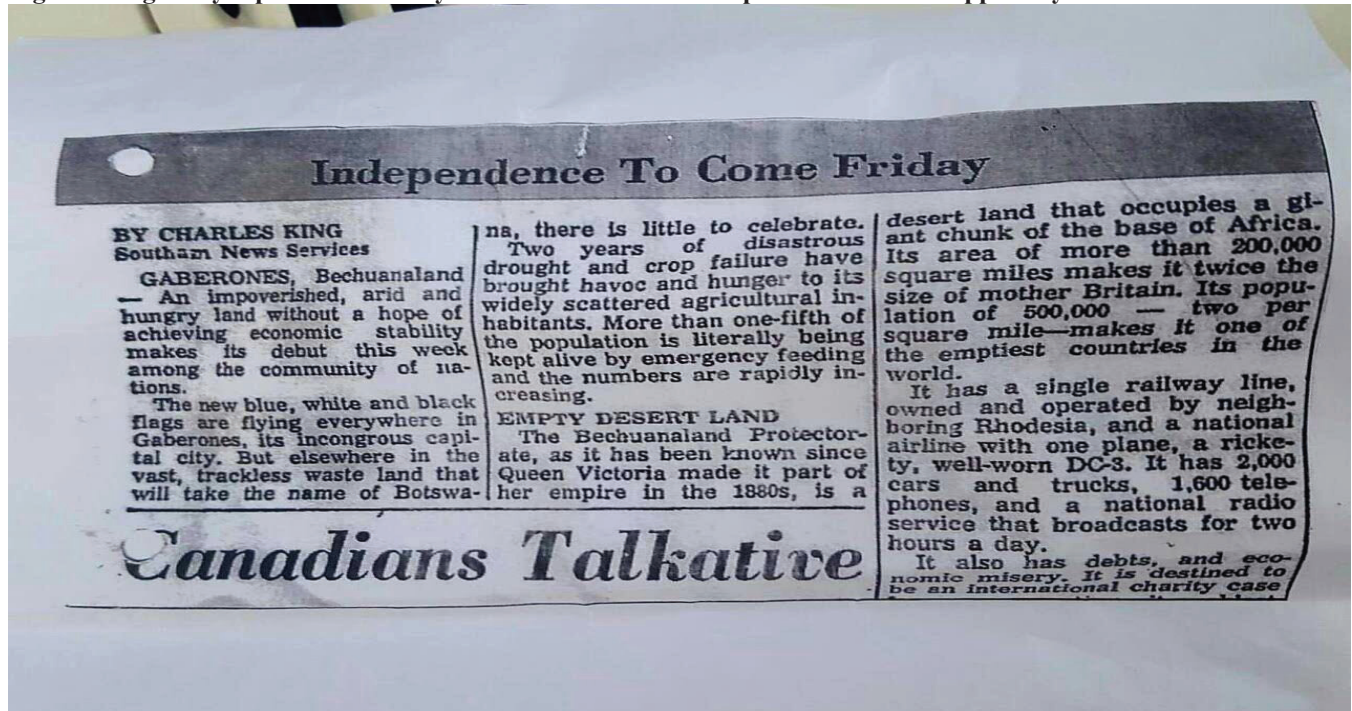 Independence To Come Friday
BY CHARLES KING
Southam News Services
GABERONES, Bechuanaland
— An impoverished, arid and
hungry land without a hope of
achieving economic stability
makes its debut this week
among the community of na-
tions.
The new blue, white and black
flags are flying everywhere in
Gaberones, its incongrous capi-
tal city. But elsewhere in the
vast, trackless waste land that
will take the name of Botswa-
na, there is little to celebrate.
Two years of disastrous
drought and crop failure have
brought havoc and hunger to its
widely scattered agricultural in-
habitants. More than one-fifth of
the population is literally being
kept alive by emergency feeding
and the numbers are rapidly in-
creasing.
EMPTY DESERT LAND
The Bechuanaland Protector-
ate, as it has been known since
Queen Victoria made it part of
her empire in the 1880s, is a
desert land that occupies a gi-
ant chunk of the base of Africa.
Its area of more than 200,000
square miles makes it twice the
size of mother Britain. Its popu-
lation of 500,000 — two per
square mile—makes it one of
the emptiest countries in the
world.
It has a single railway line,
owned and operated by neigh-
boring Rhodesia, and a national
airline with one plane, a ricke-
ty, well-worn DC-3. It has 2,000
cars and trucks, 1,600 tele-
phones, and a national radio
service that broadcasts for two
hours a day.
It also has debts, and eco-
nomic misery. It is destined to
be an international charity case
Canadians Talkative